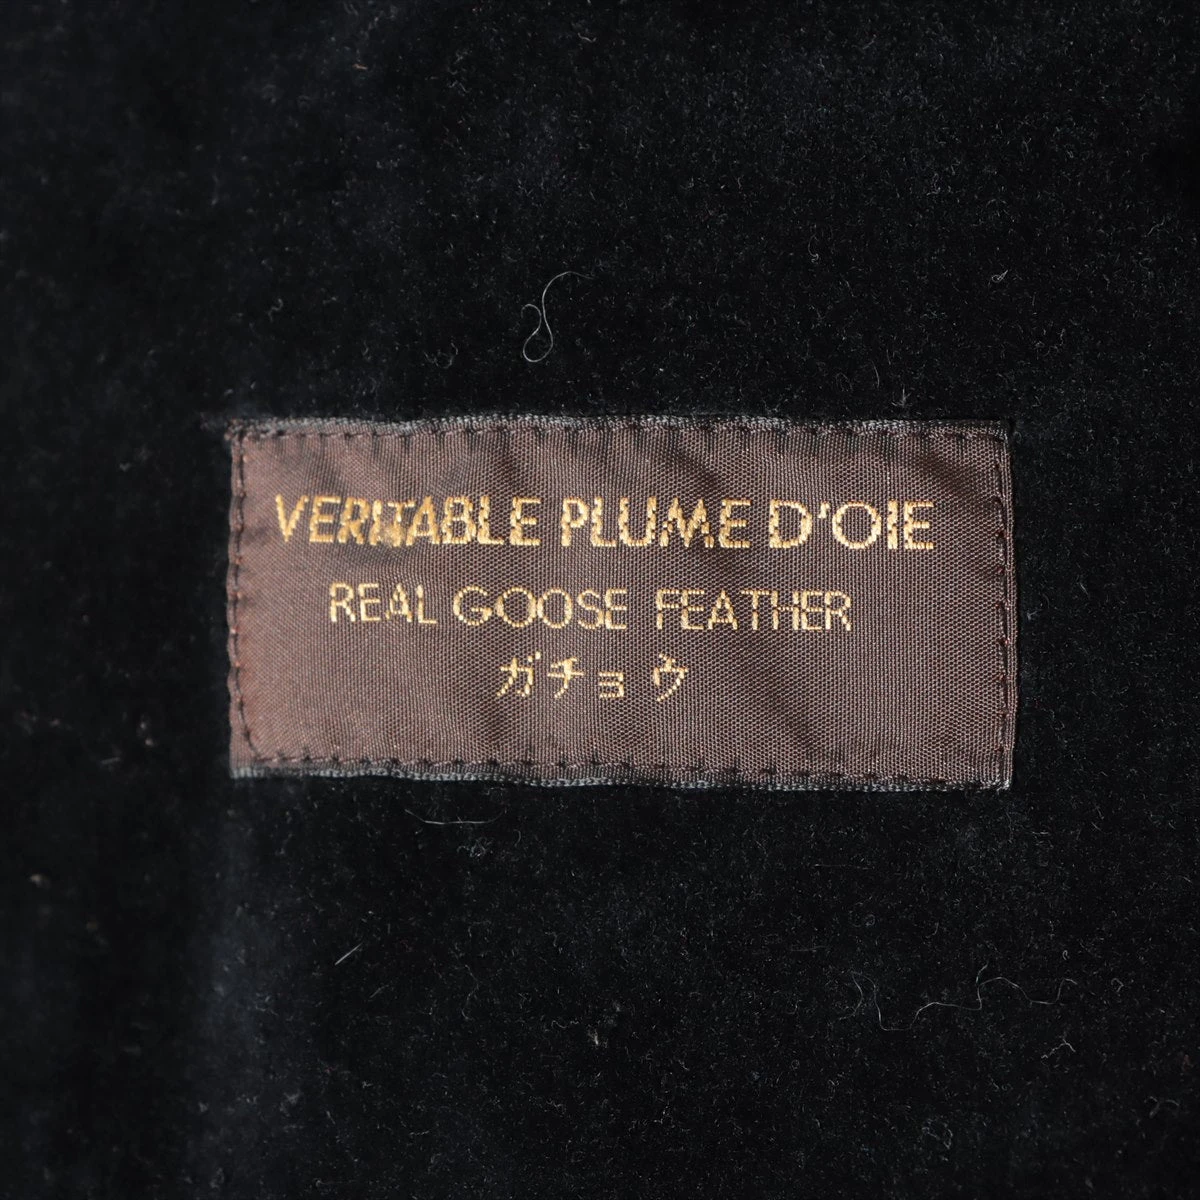 VERITABLE PLUME D'OIE
REAL GOOSE FEATHER
ガチョウ